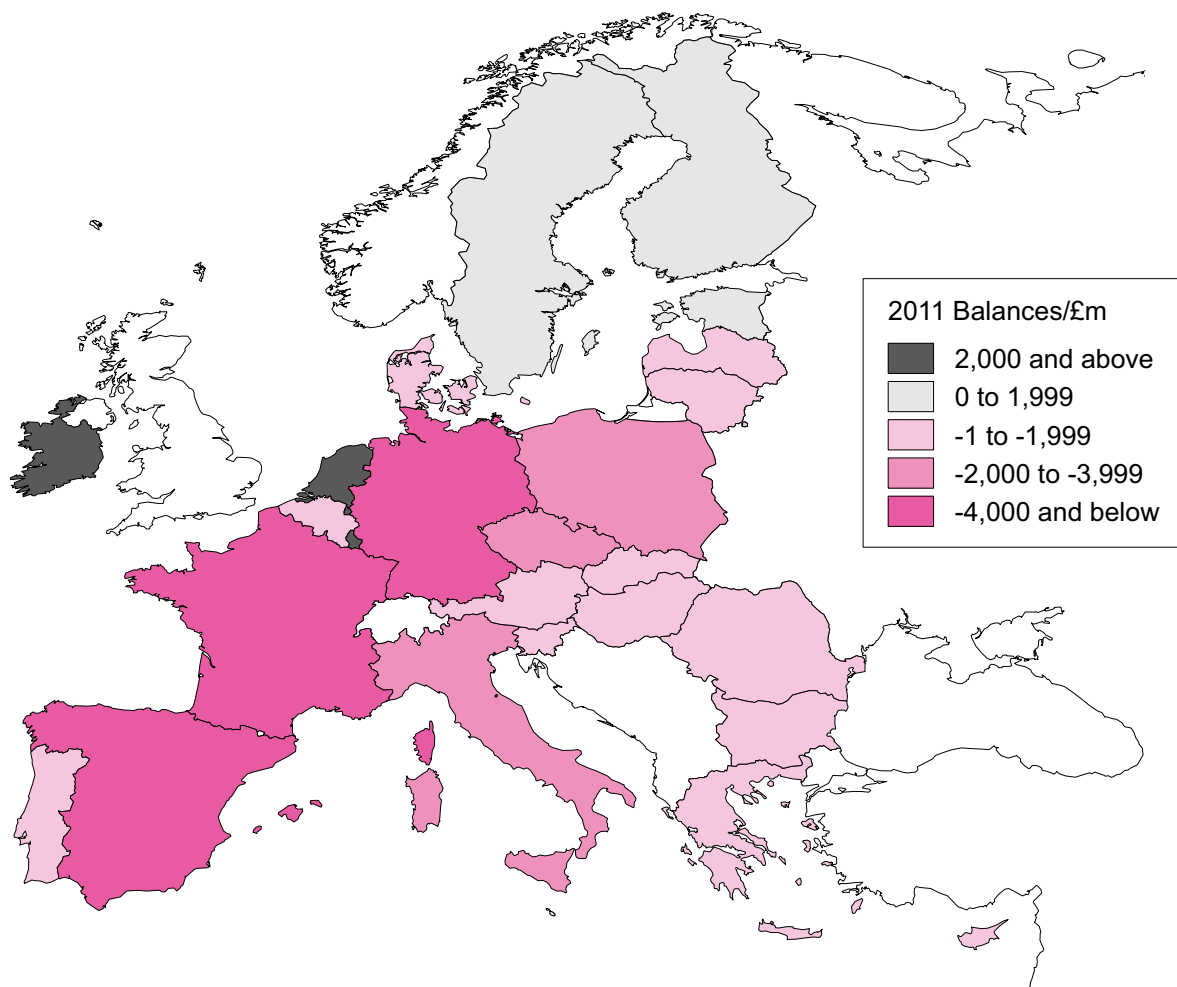 2011 Balances/£m
2,000 and above
0 to 1,999
-1 to -1,999
-2,000 to -3,999
-4,000 and below